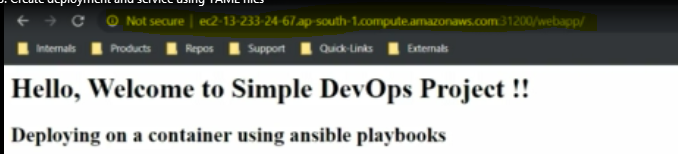 5. Create deployment and service using YAML files
Not secure | ec2-13-233-24-67.ap-south-1.compute.amazonaws.com:31200/webapp/
Internals Products Repos Support Quick-Links Externals
Hello, Welcome to Simple DevOps Project !!
Deploying on a container using ansible playbooks